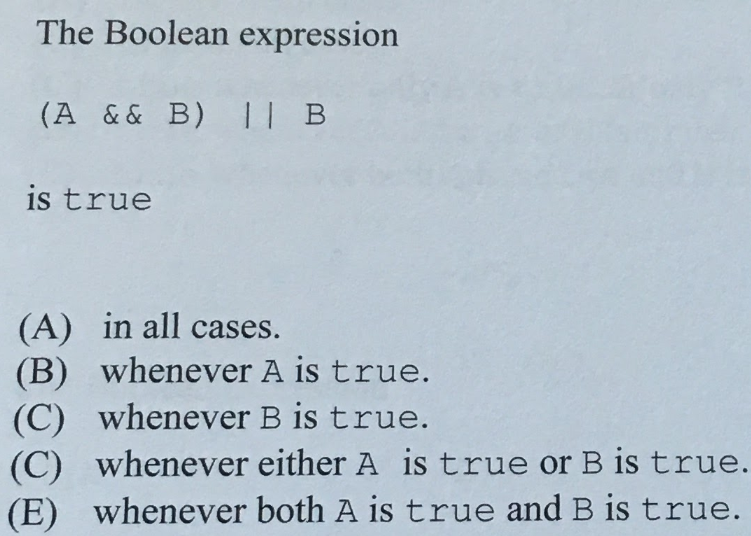 The Boolean expression
(A && B) || B
is true
(A) in all cases.
(B) whenever A is true.
(C) whenever B is true.
(C) whenever either A is true or B is true.
(E) whenever both A is true and B is true.